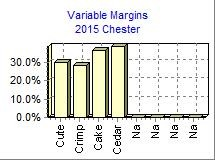 Variable Margins
2015 Chester
30.0%
20.0%
10.0%
0.0%
Cute
Crimp
Cake
Cedar
Na
Na
Na
Na